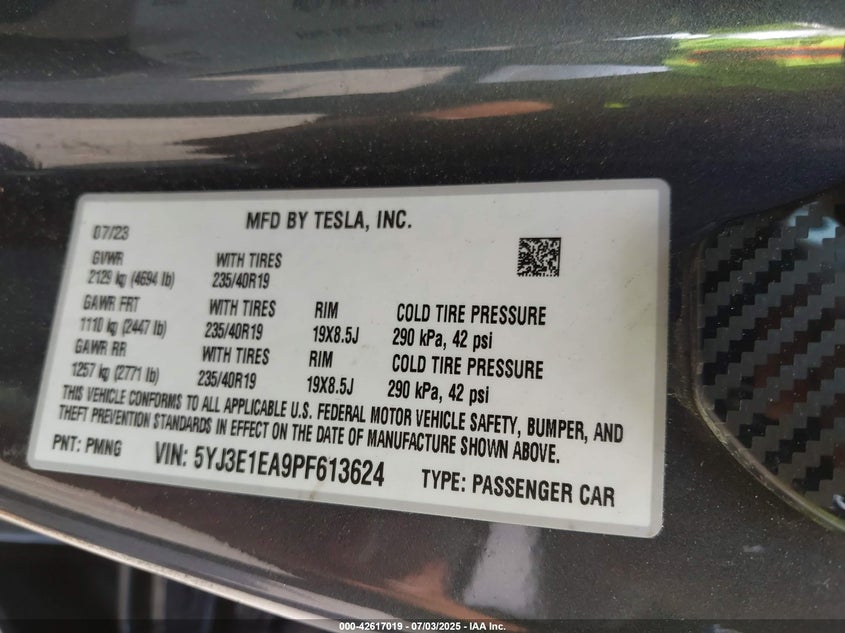 07/23
MFD BY TESLA, INC.
GVWR WITH TIRES
2129 kg (4694 lb) 235/40R19
GAWR FRT WITH TIRES RIM COLD TIRE PRESSURE
1110 kg (2447 lb) 235/40R19 19X8.5J 290 kPa, 42 psi
GAWR RR WITH TIRES RIM COLD TIRE PRESSURE
1257 kg (2771 lb) 235/40R19 19X8.5J 290 kPa, 42 psi
THIS VEHICLE CONFORMS TO ALL APPLICABLE U.S. FEDERAL MOTOR VEHICLE SAFETY, BUMPER, AND
THEFT PREVENTION STANDARDS IN EFFECT ON THE DATE OF MANUFACTURE SHOWN ABOVE.
PNT: PMNG VIN: 5YJ3E1EA9PF613624 TYPE: PASSENGER CAR
000-42617019 - 07/03/2025 - IAA Inc.